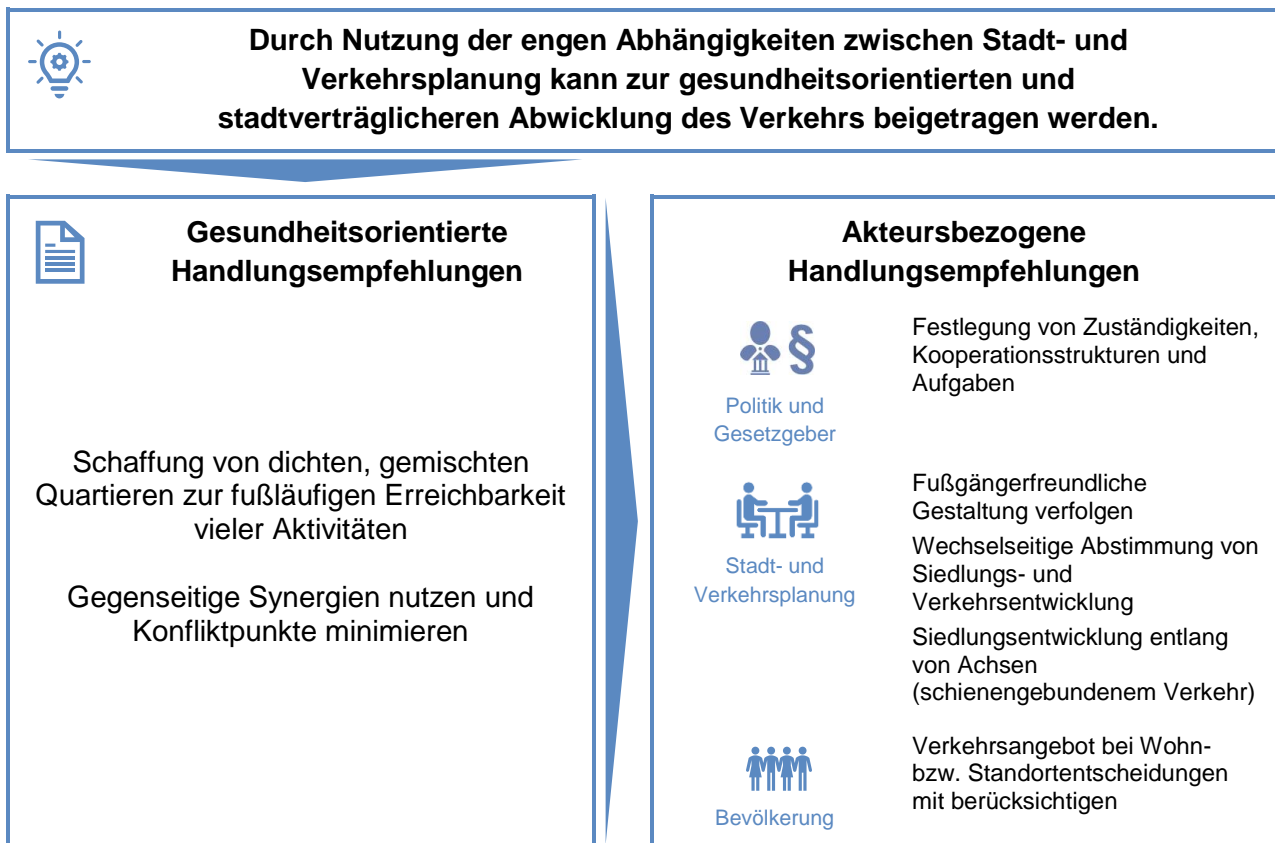 Durch Nutzung der engen Abhängigkeiten zwischen Stadt- und
Verkehrsplanung kann zur gesundheitsorientierten und
stadtverträglicheren Abwicklung des Verkehrs beigetragen werden.
Gesundheitsorientierte
Handlungsempfehlungen
Schaffung von dichten, gemischten
Quartieren zur fußläufigen Erreichbarkeit
vieler Aktivitäten
Gegenseitige Synergien nutzen und
Konfliktpunkte minimieren
Akteursbezogene
Handlungsempfehlungen
§
Politik und
Gesetzgeber
Festlegung von Zuständigkeiten,
Kooperationsstrukturen und
Aufgaben
Stadt- und
Verkehrsplanung
Fußgängerfreundliche
Gestaltung verfolgen
Wechselseitige Abstimmung von
Siedlungs- und
Verkehrsentwicklung
Siedlungsentwicklung entlang
von Achsen
(schienengebundenem Verkehr)
Bevölkerung
Verkehrsangebot bei Wohn-
bzw. Standortentscheidungen
mit berücksichtigen